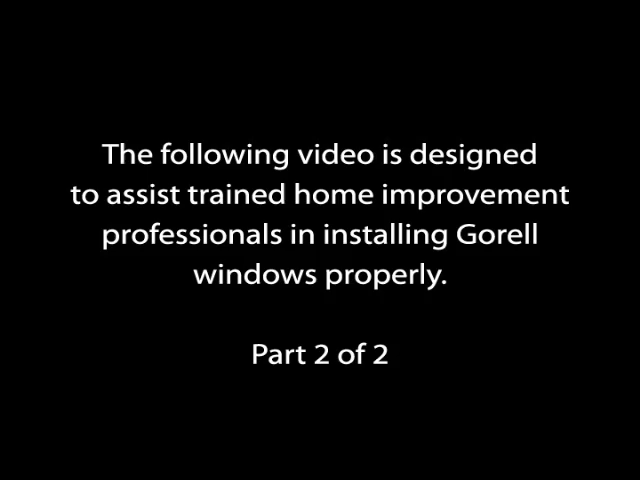 The following video is designed
to assist trained home improvement
professionals in installing Gorell
windows properly.
Part 2 of 2